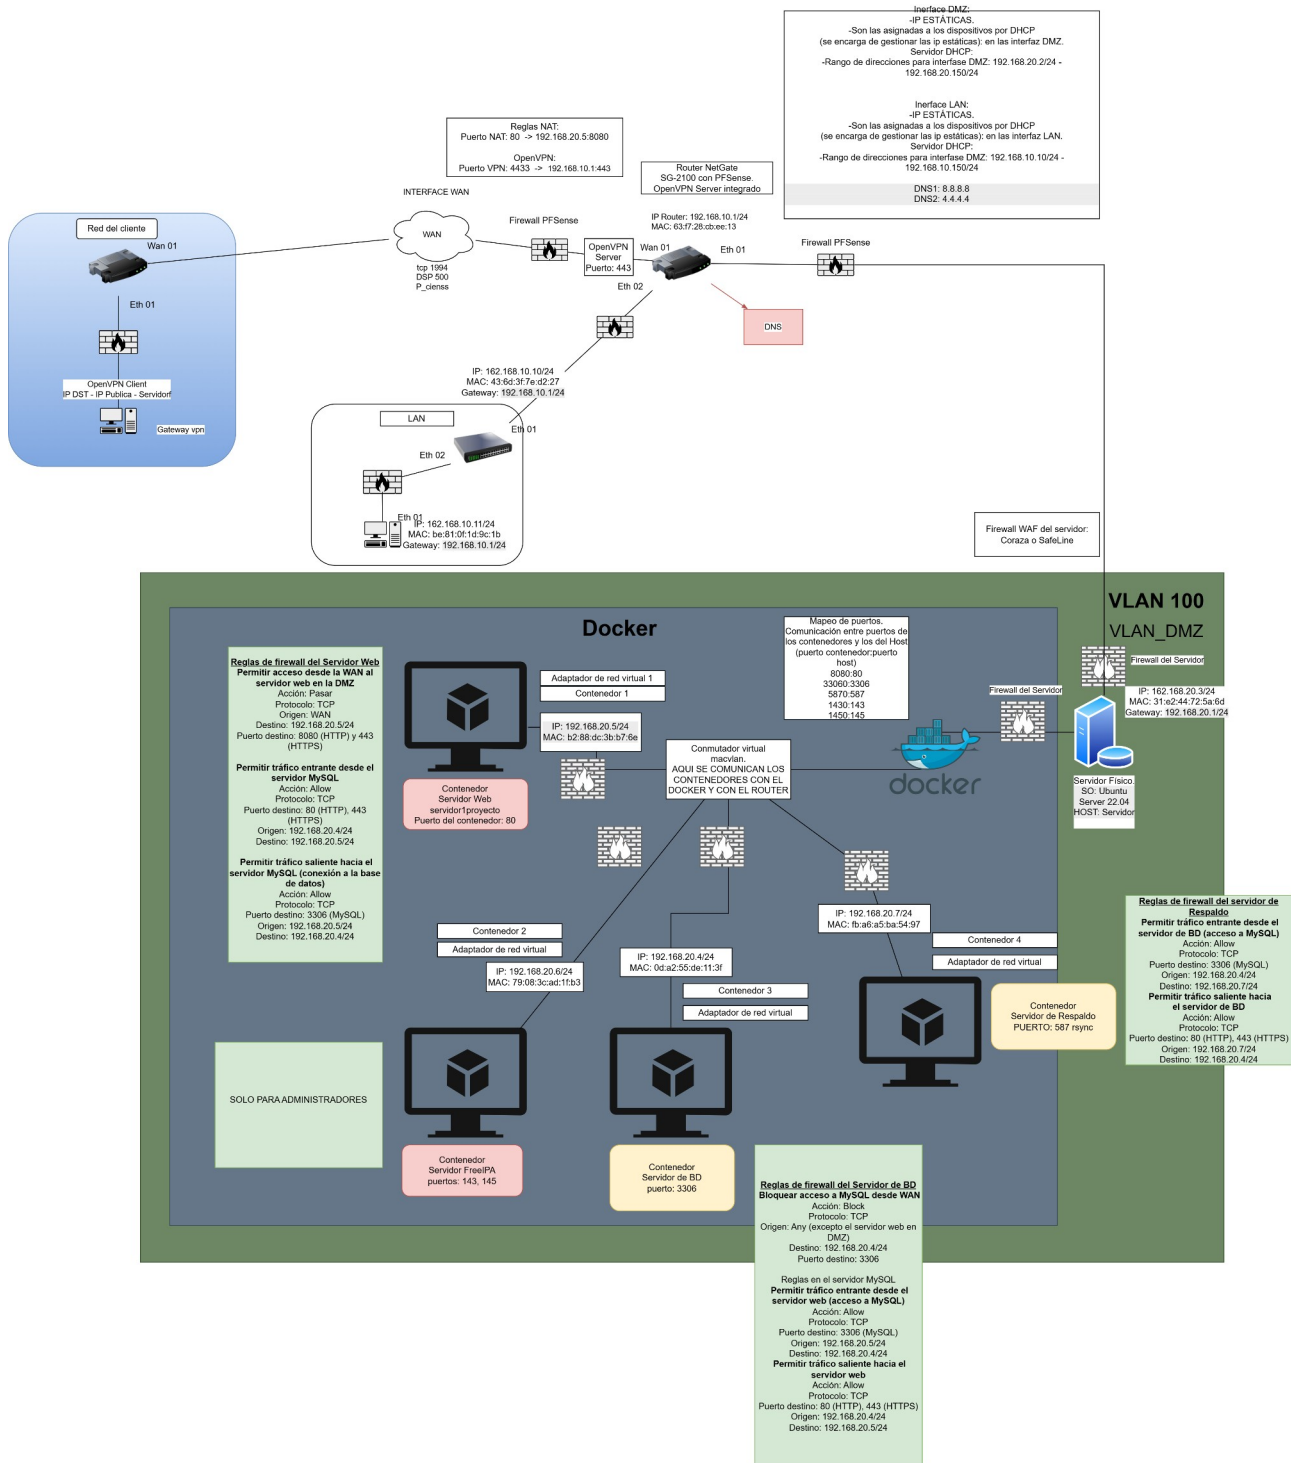 Inerface DMZ:
-IP ESTÁTICAS.
-Son las asignadas a los dispositivos por DHCP
(se encarga de gestionar las ip estáticas): en las interfaz DMZ.
Servidor DHCP:
-Rango de direcciones para interfase DMZ: 192.168.20.2/24 -
192.168.20.150/24
Inerface LAN:
-IP ESTÁTICAS.
-Son las asignadas a los dispositivos por DHCP
(se encarga de gestionar las ip estáticas): en las interfaz LAN.
Servidor DHCP:
-Rango de direcciones para interfase DMZ: 192.168.10.10/24 -
192.168.10.150/24
DNS1: 8.8.8.8
DNS2: 4.4.4.4
Reglas NAT:
Puerto NAT: 80 -> 192.168.20.5:8080
OpenVPN:
Puerto VPN: 4433 -> 192.168.10.1:443
Router NetGate
SG-2100 con PFSense.
OpenVPN Server integrado
INTERFACE WAN
IP Router: 192.168.10.1/24
MAC: 63:f7:28:cb:ee:13
Red del cliente
Wan 01
WAN
Firewall PFSense
OpenVPN
Server
Puerto: 443
Wan 01
Eth 01
Firewall PFSense
tcp 1994
DSP 500
P_cienss
Eth 02
Eth 01
DNS
OpenVPN Client
IP DST - IP Publica - Servidorf
Gateway vpn
IP: 162.168.10.10/24
MAC: 43:6d:3f:7e:d2:27
Gateway: 192.168.10.1/24
LAN
Eth 01
Eth 02
Eth 01
IP: 162.168.10.11/24
MAC: be:81:0f:1d:9c:1b
Gateway: 192.168.10.1/24
Firewall WAF del servidor:
Coraza o SafeLine
VLAN 100
VLAN_DMZ
Docker
Mapeo de puertos.
Comunicación entre puertos de
los contenedores y los del Host
(puerto contenedor:puerto
host)
8080:80
33060:3306
5870:587
1430:143
1450:145
Firewall del Servidor
Firewall del Servidor
IP: 162.168.20.3/24
MAC: 31:e2:44:72:5a:6d
Gateway: 192.168.20.1/24
Servidor Físico.
SO: Ubuntu
Server 22.04
HOST: Servidor
docker
Reglas de firewall del Servidor Web
Permitir acceso desde la WAN al
servidor web en la DMZ
Acción: Pasar
Protocolo: TCP
Origen: WAN
Destino: 192.168.20.5/24
Puerto destino: 8080 (HTTP) y 443
(HTTPS)
Permitir tráfico entrante desde el
servidor MySQL
Acción: Allow
Protocolo: TCP
Puerto destino: 80 (HTTP), 443
(HTTPS)
Origen: 192.168.20.4/24
Destino: 192.168.20.5/24
Permitir tráfico saliente hacia el
servidor MySQL (conexión a la base
de datos)
Acción: Allow
Protocolo: TCP
Puerto destino: 3306 (MySQL)
Origen: 192.168.20.5/24
Destino: 192.168.20.4/24
Adaptador de red virtual 1
Contenedor 1
IP: 192.168.20.5/24
MAC: b2:88:dc:3b:b7:6e
Contenedor
Servidor Web
servidor1proyecto
Puerto del contenedor: 80
Conmutador virtual
macvlan.
AQUI SE COMUNICAN LOS
CONTENEDORES CON EL
DOCKER Y CON EL ROUTER
Contenedor 2
Adaptador de red virtual
IP: 192.168.20.6/24
MAC: 79:08:3c:ad:1f:b3
IP: 192.168.20.4/24
MAC: 0d:a2:55:de:11:3f
Contenedor 3
Adaptador de red virtual
IP: 192.168.20.7/24
MAC: fb:a6:a5:ba:54:97
Contenedor 4
Adaptador de red virtual
Contenedor
Servidor de Respaldo
PUERTO: 587 rsync
Reglas de firewall del servidor de
Respaldo
Permitir tráfico entrante desde el
servidor de BD (acceso a MySQL)
Acción: Allow
Protocolo: TCP
Puerto destino: 3306 (MySQL)
Origen: 192.168.20.4/24
Destino: 192.168.20.7/24
Permitir tráfico saliente hacia
el servidor de BD
Acción: Allow
Protocolo: TCP
Puerto destino: 80 (HTTP), 443 (HTTPS)
Origen: 192.168.20.7/24
Destino: 192.168.20.4/24
SOLO PARA ADMINISTRADORES
Contenedor
Servidor FreeIPA
puertos: 143, 145
Contenedor
Servidor de BD
puerto: 3306
Reglas de firewall del Servidor de BD
Bloquear acceso a MySQL desde WAN
Acción: Block
Protocolo: TCP
Origen: Any (excepto el servidor web en
DMZ)
Destino: 192.168.20.4/24
Puerto destino: 3306
Reglas en el servidor MySQL
Permitir tráfico entrante desde el
servidor web (acceso a MySQL)
Acción: Allow
Protocolo: TCP
Puerto destino: 3306 (MySQL)
Origen: 192.168.20.5/24
Destino: 192.168.20.4/24
Permitir tráfico saliente hacia el
servidor web
Acción: Allow
Protocolo: TCP
Puerto destino: 80 (HTTP), 443 (HTTPS)
Origen: 192.168.20.4/24
Destino: 192.168.20.5/24